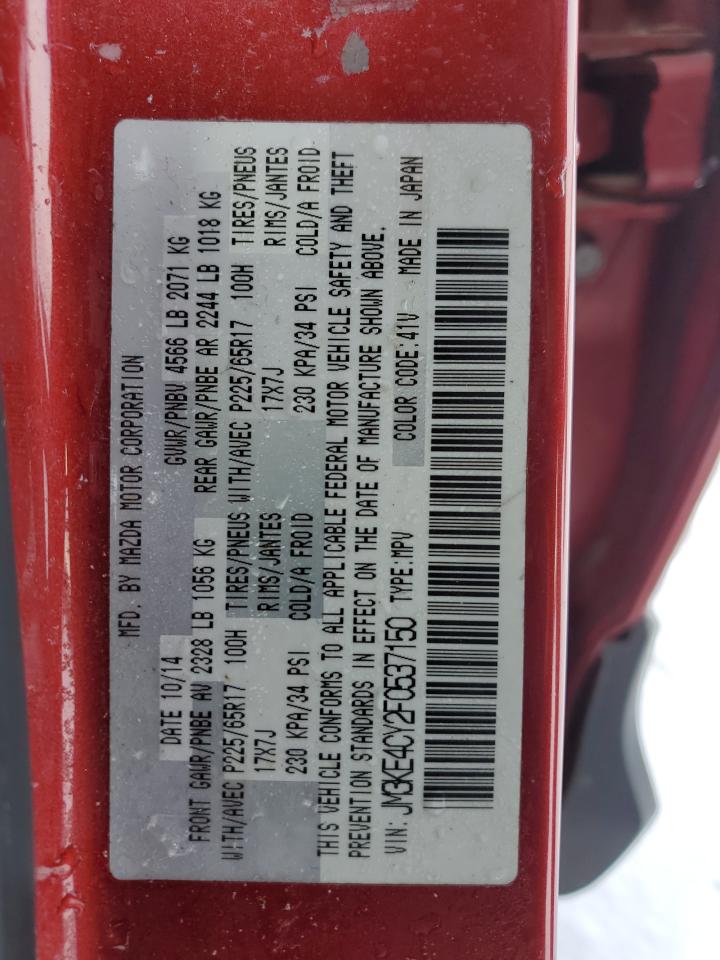 MFD. BY MAZDA MOTOR CORPORATION
DATE 10/14 GVWR/PNBV 4566 LB 2071 KG
FRONT GAWR/PNBE AV 2328 LB 1056 KG REAR GAWR/PNBE AR 2244 LB 1018 KG
WITH/AVEC P225/65R17 100H TIRES/PNEUS WITH/AVEC P225/65R17 100H TIRES/PNEUS
17X7J RIMS/JANTES 17X7J RIMS/JANTES
230 KPA/34 PSI COLD/A FROID 230 KPA/34 PSI COLD/A FROID
THIS VEHICLE CONFORMS TO ALL APPLICABLE FEDERAL MOTOR VEHICLE SAFETY AND THEFT
PREVENTION STANDARDS IN EFFECT ON THE DATE OF MANUFACTURE SHOWN ABOVE.
VIN: JM3KE4CY2F0537150 TYPE:MPV COLOR CODE:41V MADE IN JAPAN